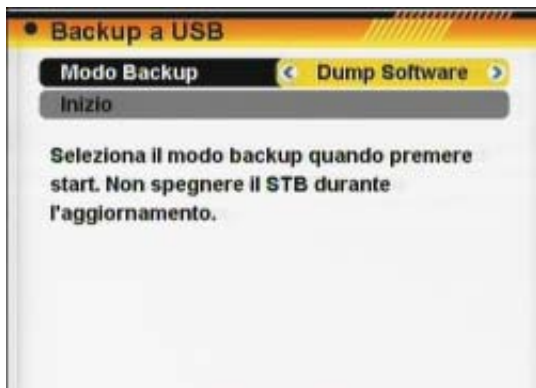 Backup a USB
Modo Backup Dump Software
Inizio
Seleziona il modo backup quando premere
start. Non spegnere il STB durante
l'aggiornamento.